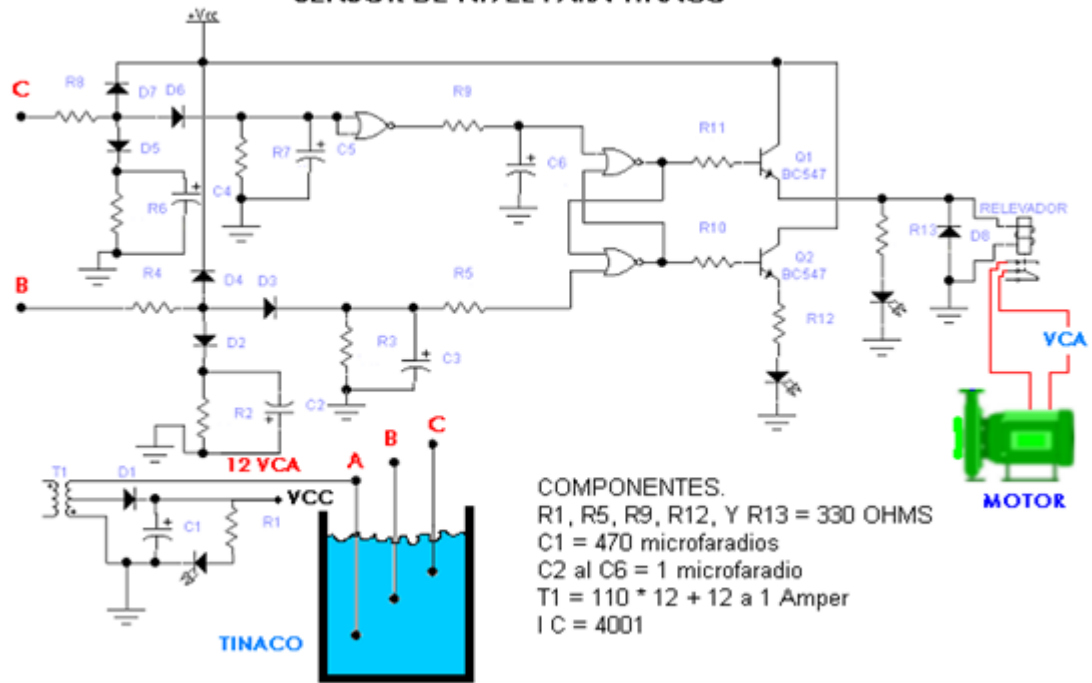 +Vcc
R8
D7
D6
C
R9
D5
R7
C5
R11
C6
Q1
BC547
R6
C4
RELEVADOR
R13
D8
R10
R4
D4
D3
R5
Q2
BC547
B
R12
D2
R3
C3
VCA
R2
C2
12 VCA
A
B
C
T1
D1
VCC
C1
R1
MOTOR
TINACO
COMPONENTES.
R1, R5, R9, R12, Y R13 = 330 OHMS
C1 = 470 microfaradios
C2 al C6 = 1 microfaradio
T1 = 110 * 12 + 12 a 1 Amper
I C = 4001